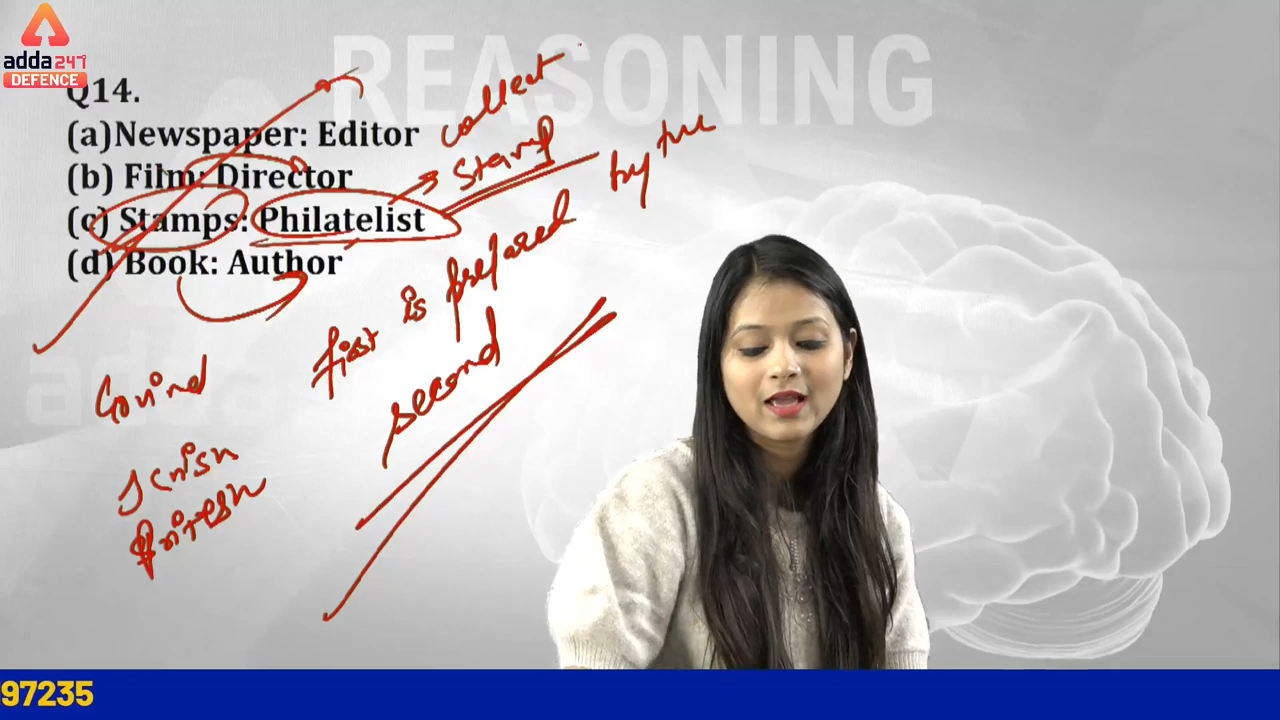 adda247
DEFENCE
REASONING
Q14.
(a)Newspaper: Editor
(b) Film: Director
(c) Stamps: Philatelist
(d) Book: Author
collect
stamp
first is prepared by the
second
Govind
97235